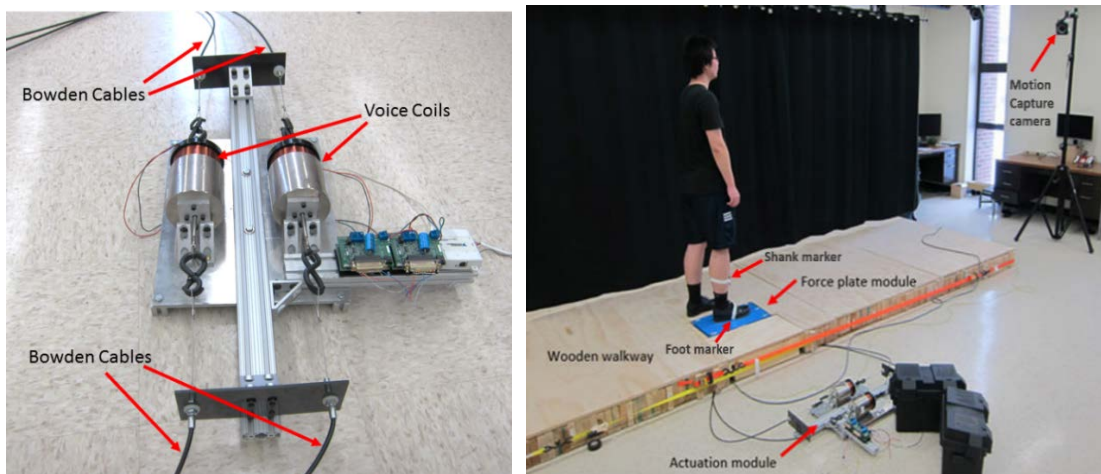 Bowden Cables
Voice Coils
Bowden Cables
Motion
Capture
camera
Shank marker
Force plate module
Foot marker
Wooden walkway
Actuation module